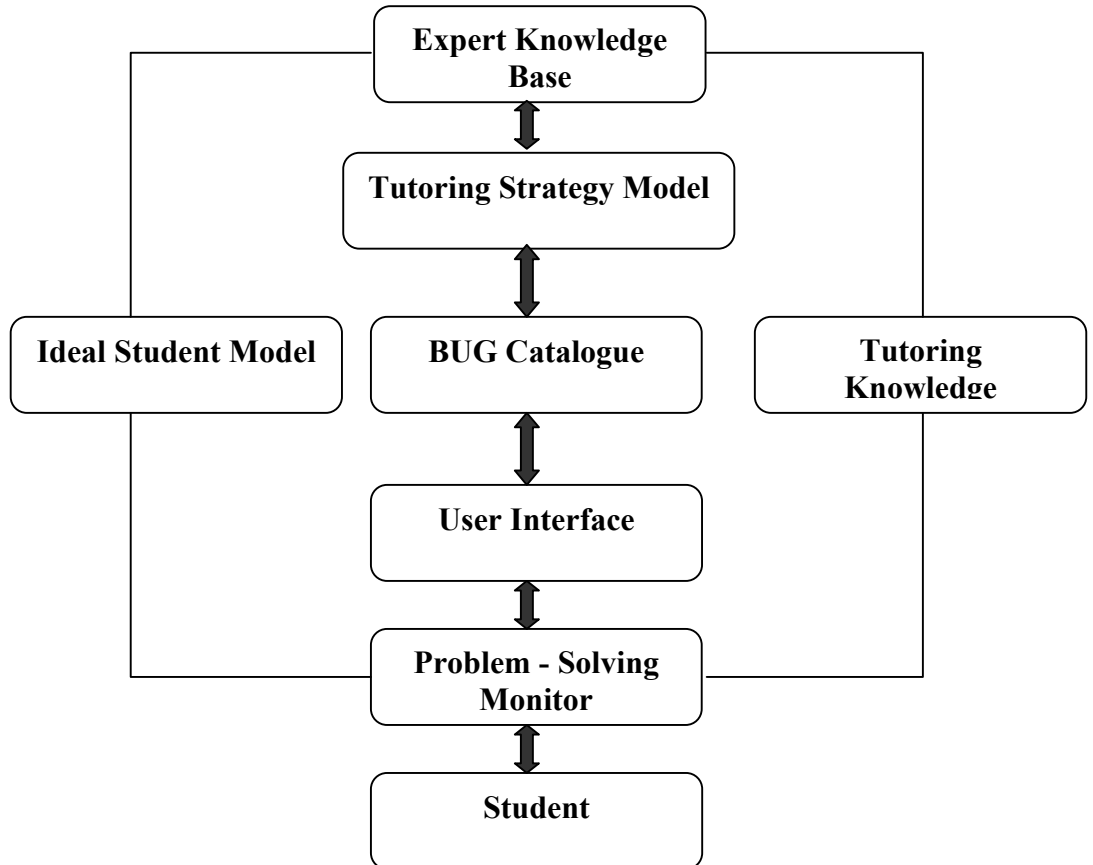 Expert Knowledge
Base
Tutoring Strategy Model
Ideal Student Model
BUG Catalogue
Tutoring
Knowledge
User Interface
Problem - Solving
Monitor
Student